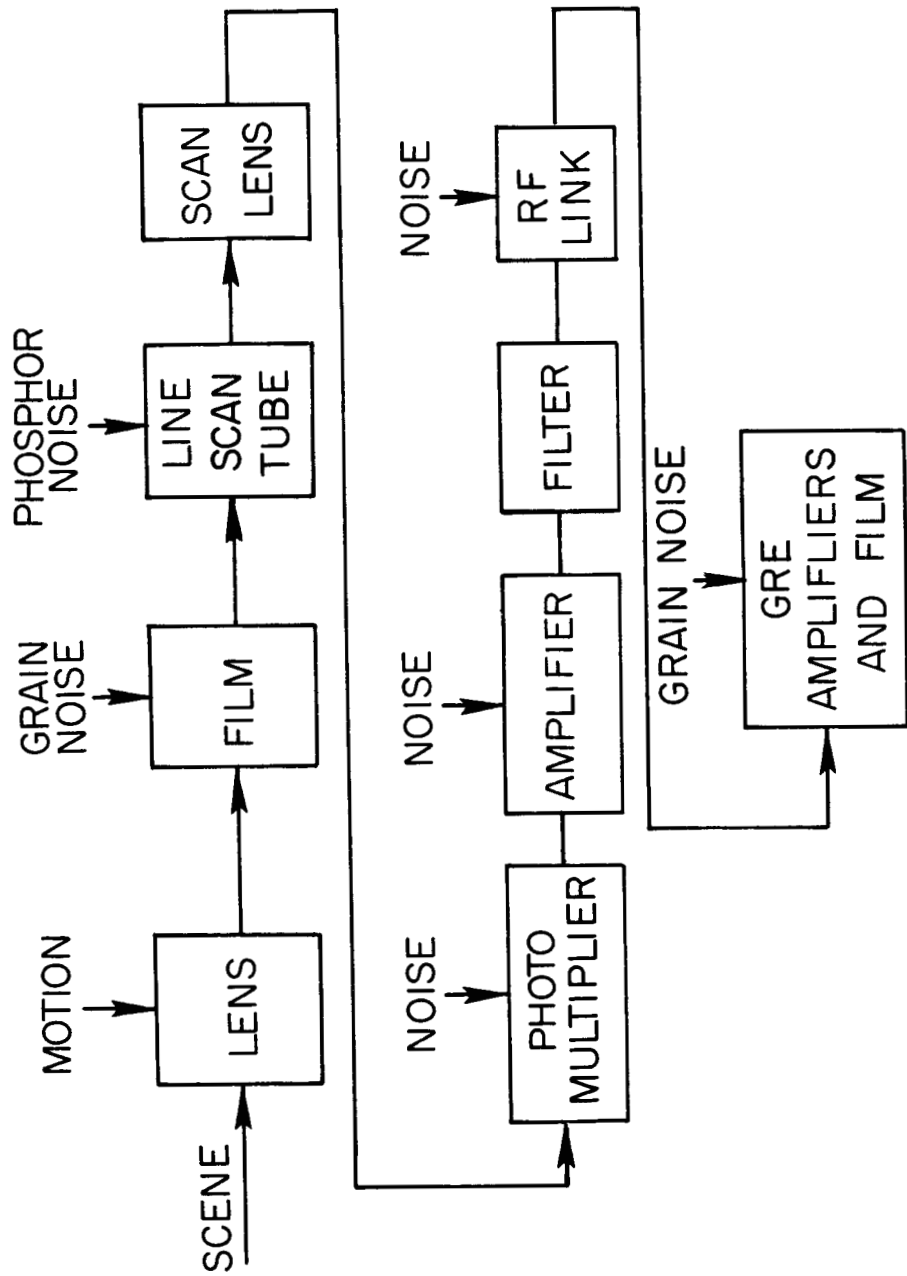 SCENE
MOTION
LENS
GRAIN
NOISE
FILM
PHOSPHOR
NOISE
LINE
SCAN
TUBE
SCAN
LENS
NOISE
PHOTO
MULTIPLIER
NOISE
AMPLIFIER
FILTER
NOISE
RF
LINK
GRAIN NOISE
GRE
AMPLIFLIERS
AND FILM